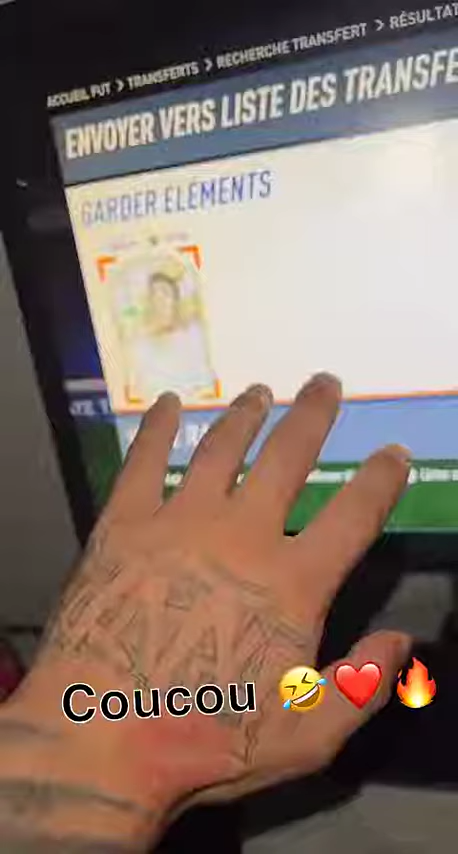 ACCUEIL FUT > TRANSFERTS > RECHERCHE TRANSFERT > RÉSULTAT
ENVOYER VERS LISTE DES TRANSFE
GARDER ELEMENTS
Coucou 🤣❤️🔥